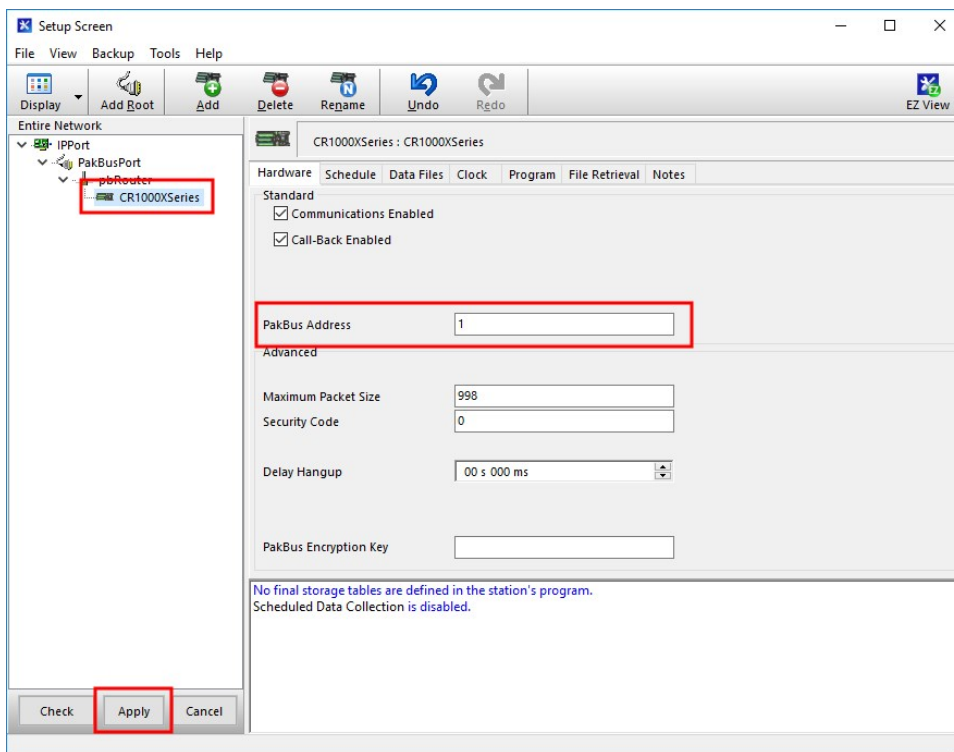 Setup Screen
File View Backup Tools Help
Display Add Root Add Delete Rename Undo Redo EZ View
Entire Network
IPPort
PakBusPort
pbRouter
CR1000XSeries
CR1000XSeries : CR1000XSeries
Hardware Schedule Data Files Clock Program File Retrieval Notes
Standard
Communications Enabled
Call-Back Enabled
PakBus Address 1
Advanced
Maximum Packet Size 998
Security Code 0
Delay Hangup 00 s 000 ms
PakBus Encryption Key
No final storage tables are defined in the station's program.
Scheduled Data Collection is disabled.
Check Apply Cancel